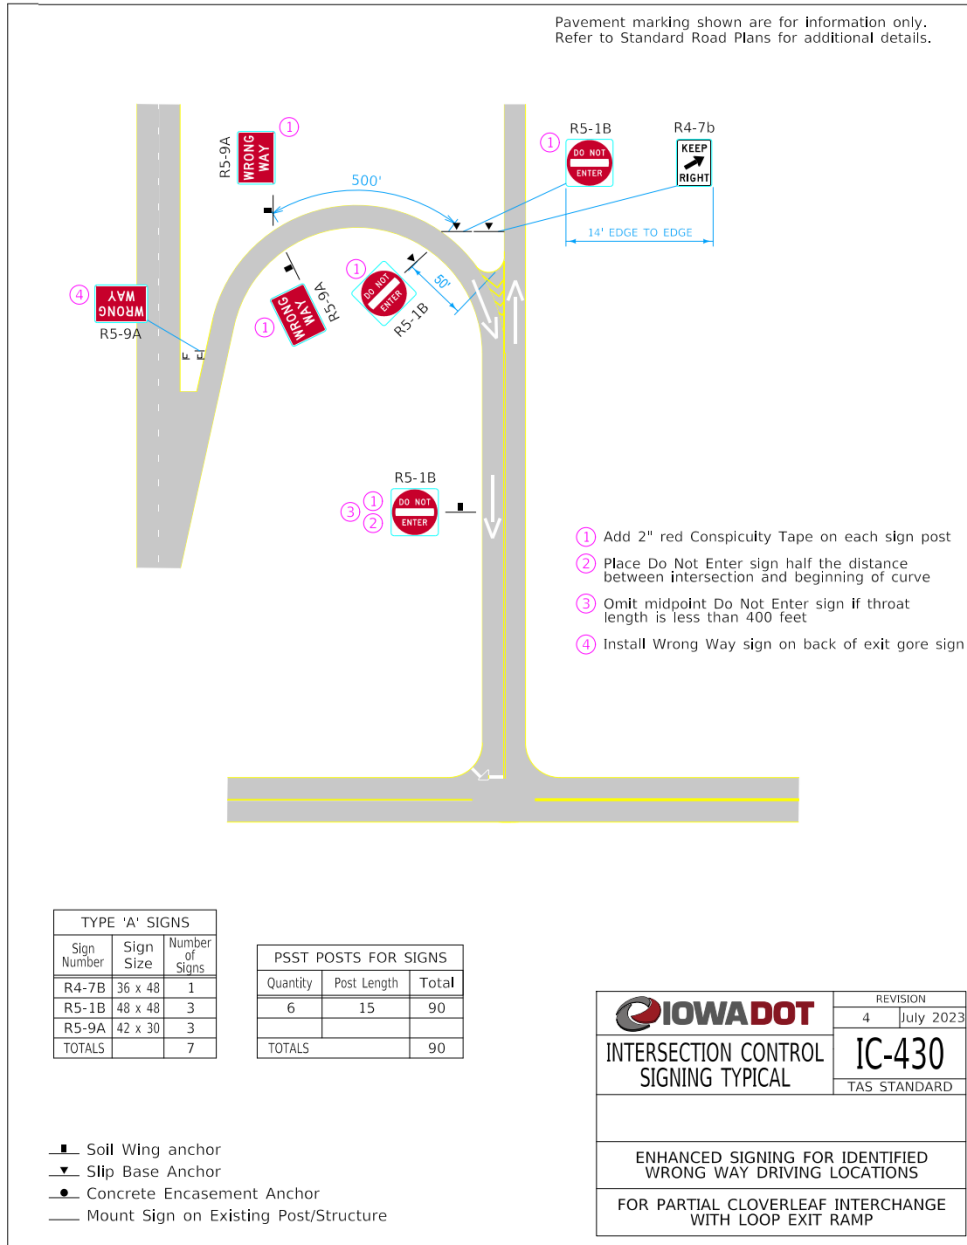 Pavement marking shown are for information only.
Refer to Standard Road Plans for additional details.
R5-9A
WRONG
WAY
1
500'
1
R5-1B
DO NOT
ENTER
R4-7b
KEEP
RIGHT
14' EDGE TO EDGE
4
WRONG
WAY
R5-9A
1
WRONG
WAY
R5-9A
1
DO NOT
ENTER
R5-1B
50'
R5-1B
3
1
2
DO NOT
ENTER
1 Add 2" red Conspicuity Tape on each sign post
2 Place Do Not Enter sign half the distance
between intersection and beginning of curve
3 Omit midpoint Do Not Enter sign if throat
length is less than 400 feet
4 Install Wrong Way sign on back of exit gore sign
TYPE 'A' SIGNS
Sign Number Sign Size Number of Signs
R4-7B 36 x 48 1
R5-1B 48 x 48 3
R5-9A 42 x 30 3
TOTALS 7
PSST POSTS FOR SIGNS
Quantity Post Length Total
6 15 90
TOTALS 90
Soil Wing anchor
Slip Base Anchor
Concrete Encasement Anchor
Mount Sign on Existing Post/Structure
IOWADOT
REVISION
4 July 2023
INTERSECTION CONTROL
SIGNING TYPICAL
IC-430
TAS STANDARD
ENHANCED SIGNING FOR IDENTIFIED
WRONG WAY DRIVING LOCATIONS
FOR PARTIAL CLOVERLEAF INTERCHANGE
WITH LOOP EXIT RAMP